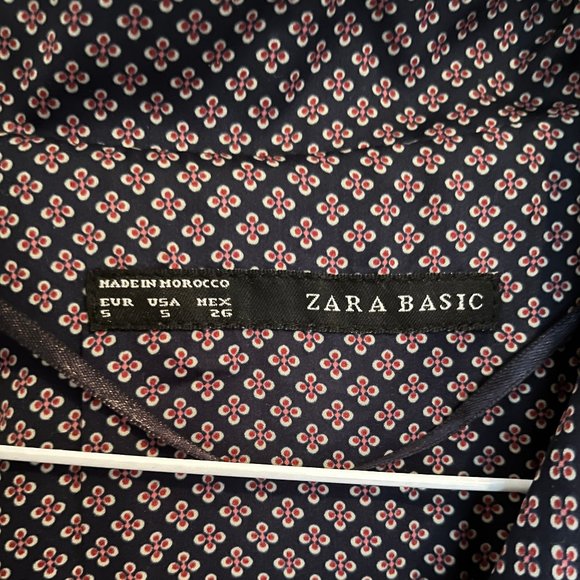 MADE IN MOROCCO
EUR USA MEX
S S 26
ZARA BASIC